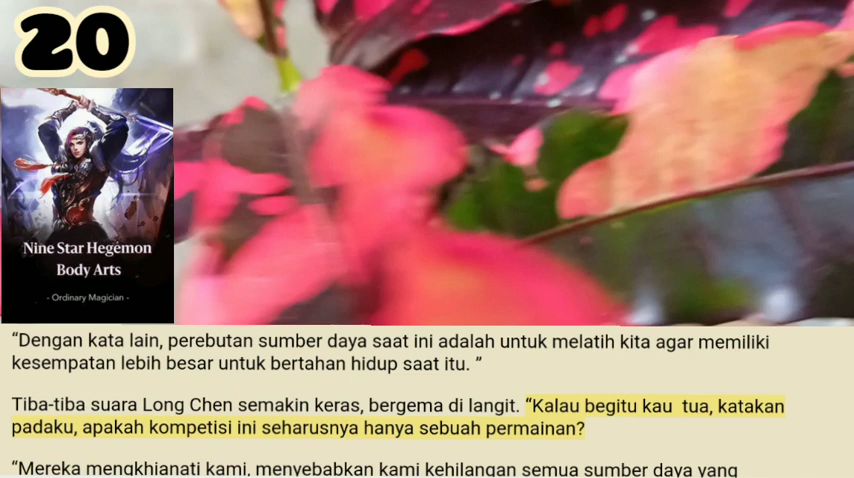 20
Nine Star Hegemon
Body Arts
- Ordinary Magician -
“Dengan kata lain, perebutan sumber daya saat ini adalah untuk melatih kita agar memiliki
kesempatan lebih besar untuk bertahan hidup saat itu. ”
Tiba-tiba suara Long Chen semakin keras, bergema di langit. “Kalau begitu kau  tua, katakan
padaku, apakah kompetisi ini seharusnya hanya sebuah permainan?
“Mereka mengkhianati kami, menyebabkan kami kehilangan semua sumber daya yang